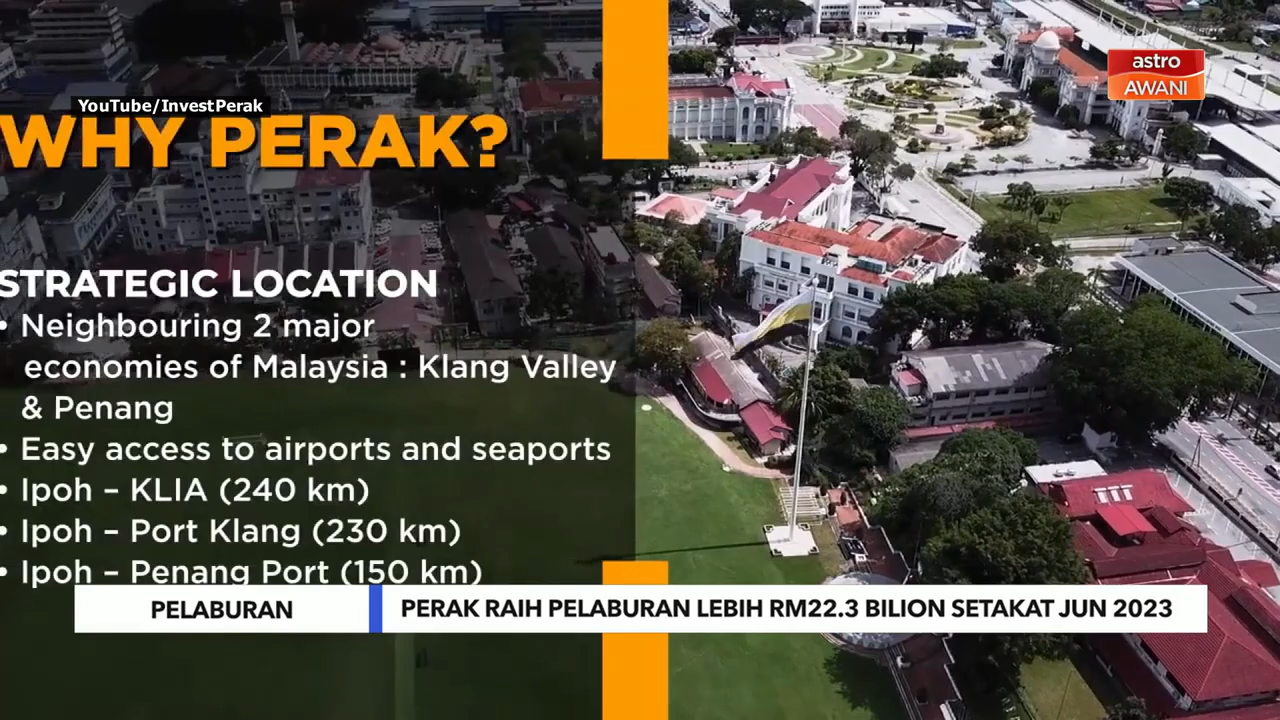 YouTube/InvestPerak
astro
AWANI
WHY PERAK?
STRATEGIC LOCATION
• Neighbouring 2 major
economies of Malaysia : Klang Valley
& Penang
• Easy access to airports and seaports
• Ipoh – KLIA (240 km)
• Ipoh – Port Klang (230 km)
• Ipoh – Penang Port (150 km)
PELABURAN
PERAK RAIH PELABURAN LEBIH RM22.3 BILION SETAKAT JUN 2023